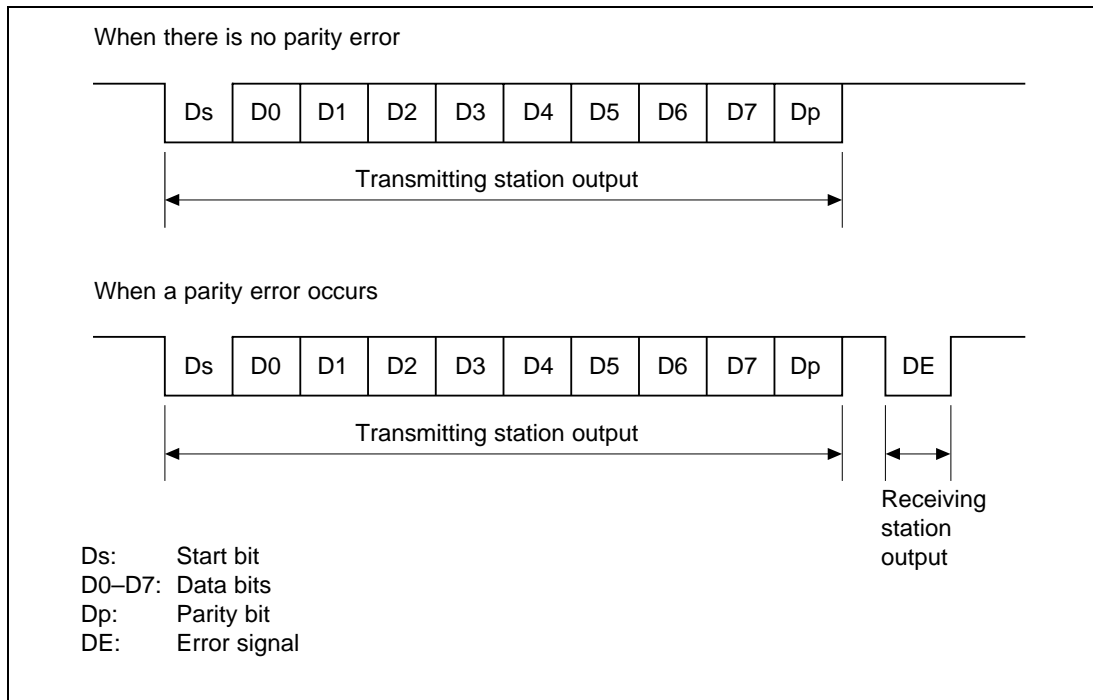 When there is no parity error
Ds D0 D1 D2 D3 D4 D5 D6 D7 Dp
Transmitting station output
When a parity error occurs
Ds D0 D1 D2 D3 D4 D5 D6 D7 Dp DE
Transmitting station output
Receiving
station
output
Ds: Start bit
D0–D7: Data bits
Dp: Parity bit
DE: Error signal